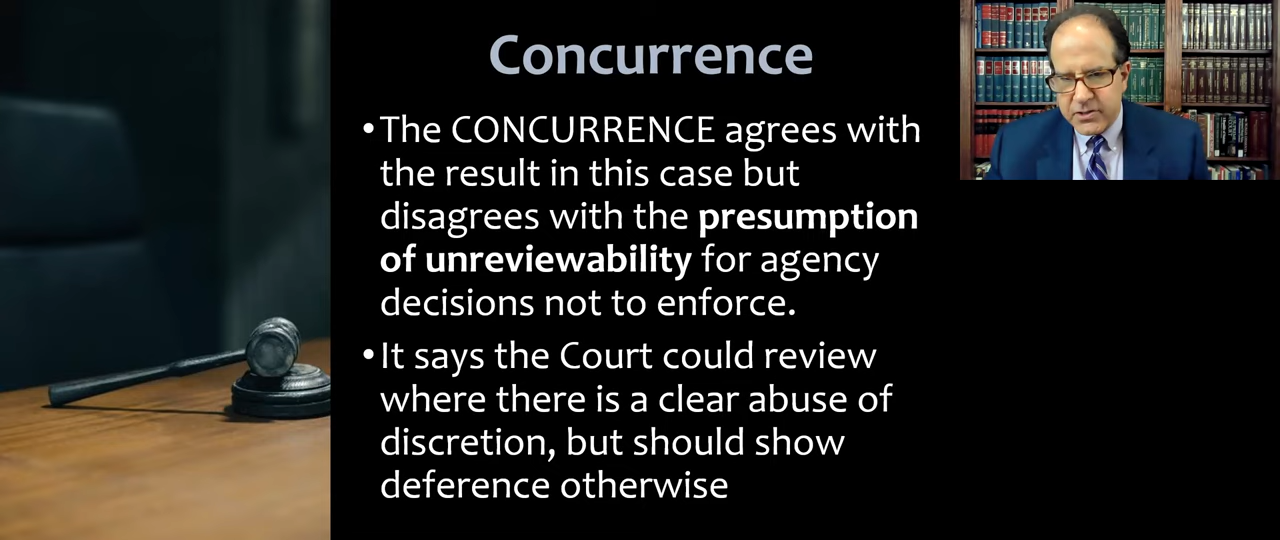 Concurrence
•The CONCURRENCE agrees with
the result in this case but
disagrees with the presumption
of unreviewability for agency
decisions not to enforce.
•It says the Court could review
where there is a clear abuse of
discretion, but should show
deference otherwise